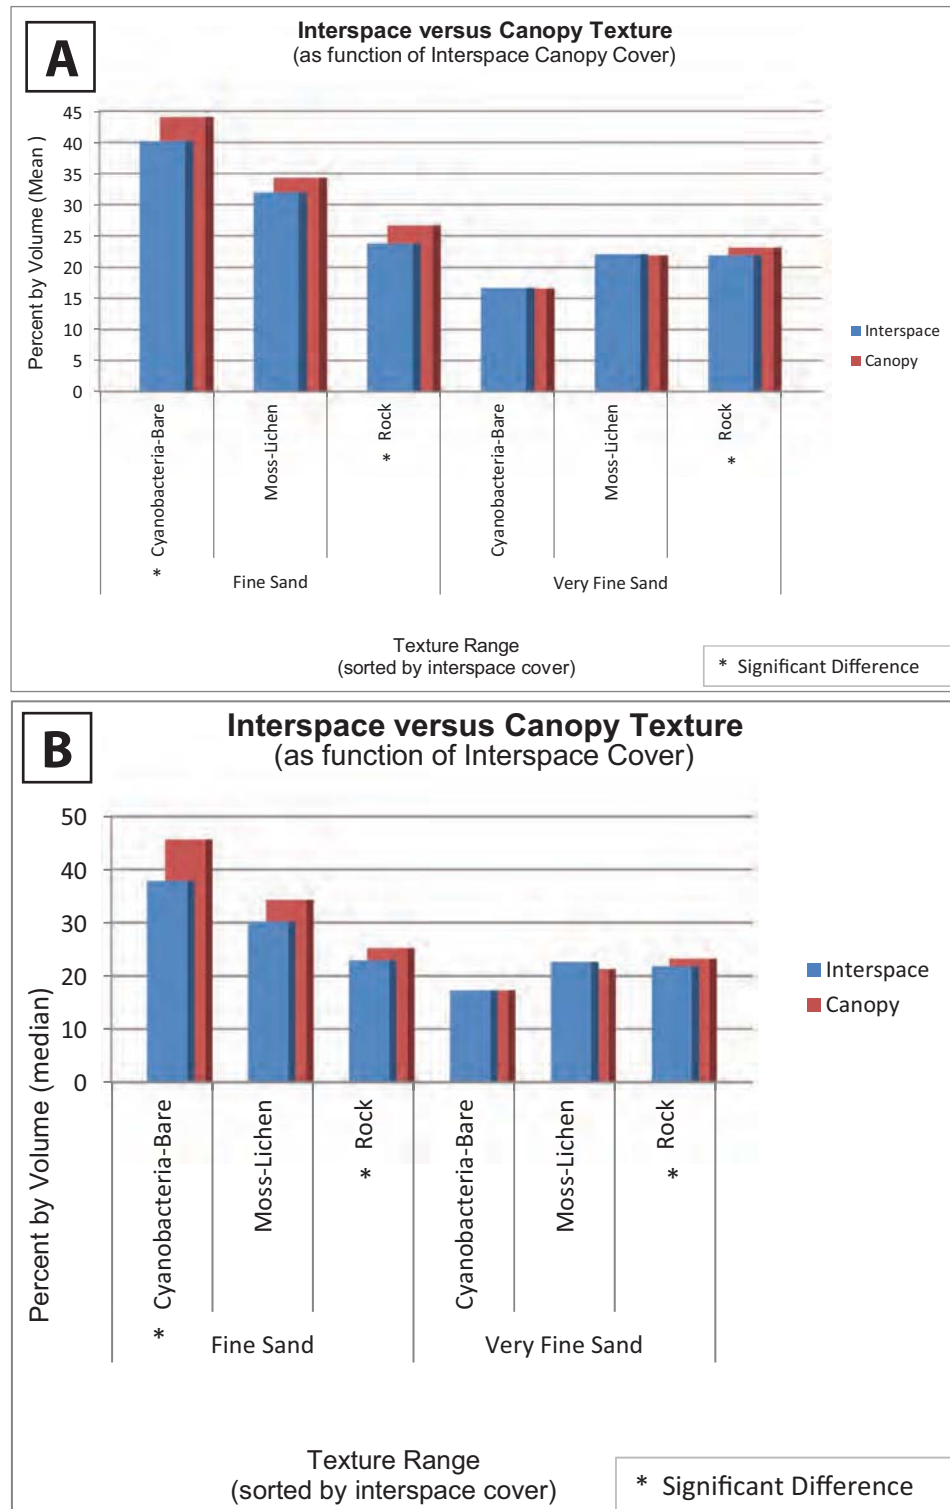 A
Interspace versus Canopy Texture
(as function of Interspace Canopy Cover)
Percent by Volume (Mean )
45
40
35
30
25
20
15
10
5
0
Interspace
Canopy
* Cyanobacteria-Bare
Moss-Lichen
* Rock
Cyanobacteria-Bare
Moss-Lichen
* Rock
Fine Sand
Very Fine Sand
Texture Range
(sorted by interspace cover)
* Significant Difference
B
Interspace versus Canopy Texture
(as function of Interspace Cover)
Percent by Volume (median)
50
40
30
20
10
0
Interspace
Canopy
* Cyanobacteria-Bare
Moss-Lichen
* Rock
Cyanobacteria-Bare
Moss-Lichen
* Rock
Fine Sand
Very Fine Sand
Texture Range
(sorted by interspace cover)
* Significant Difference